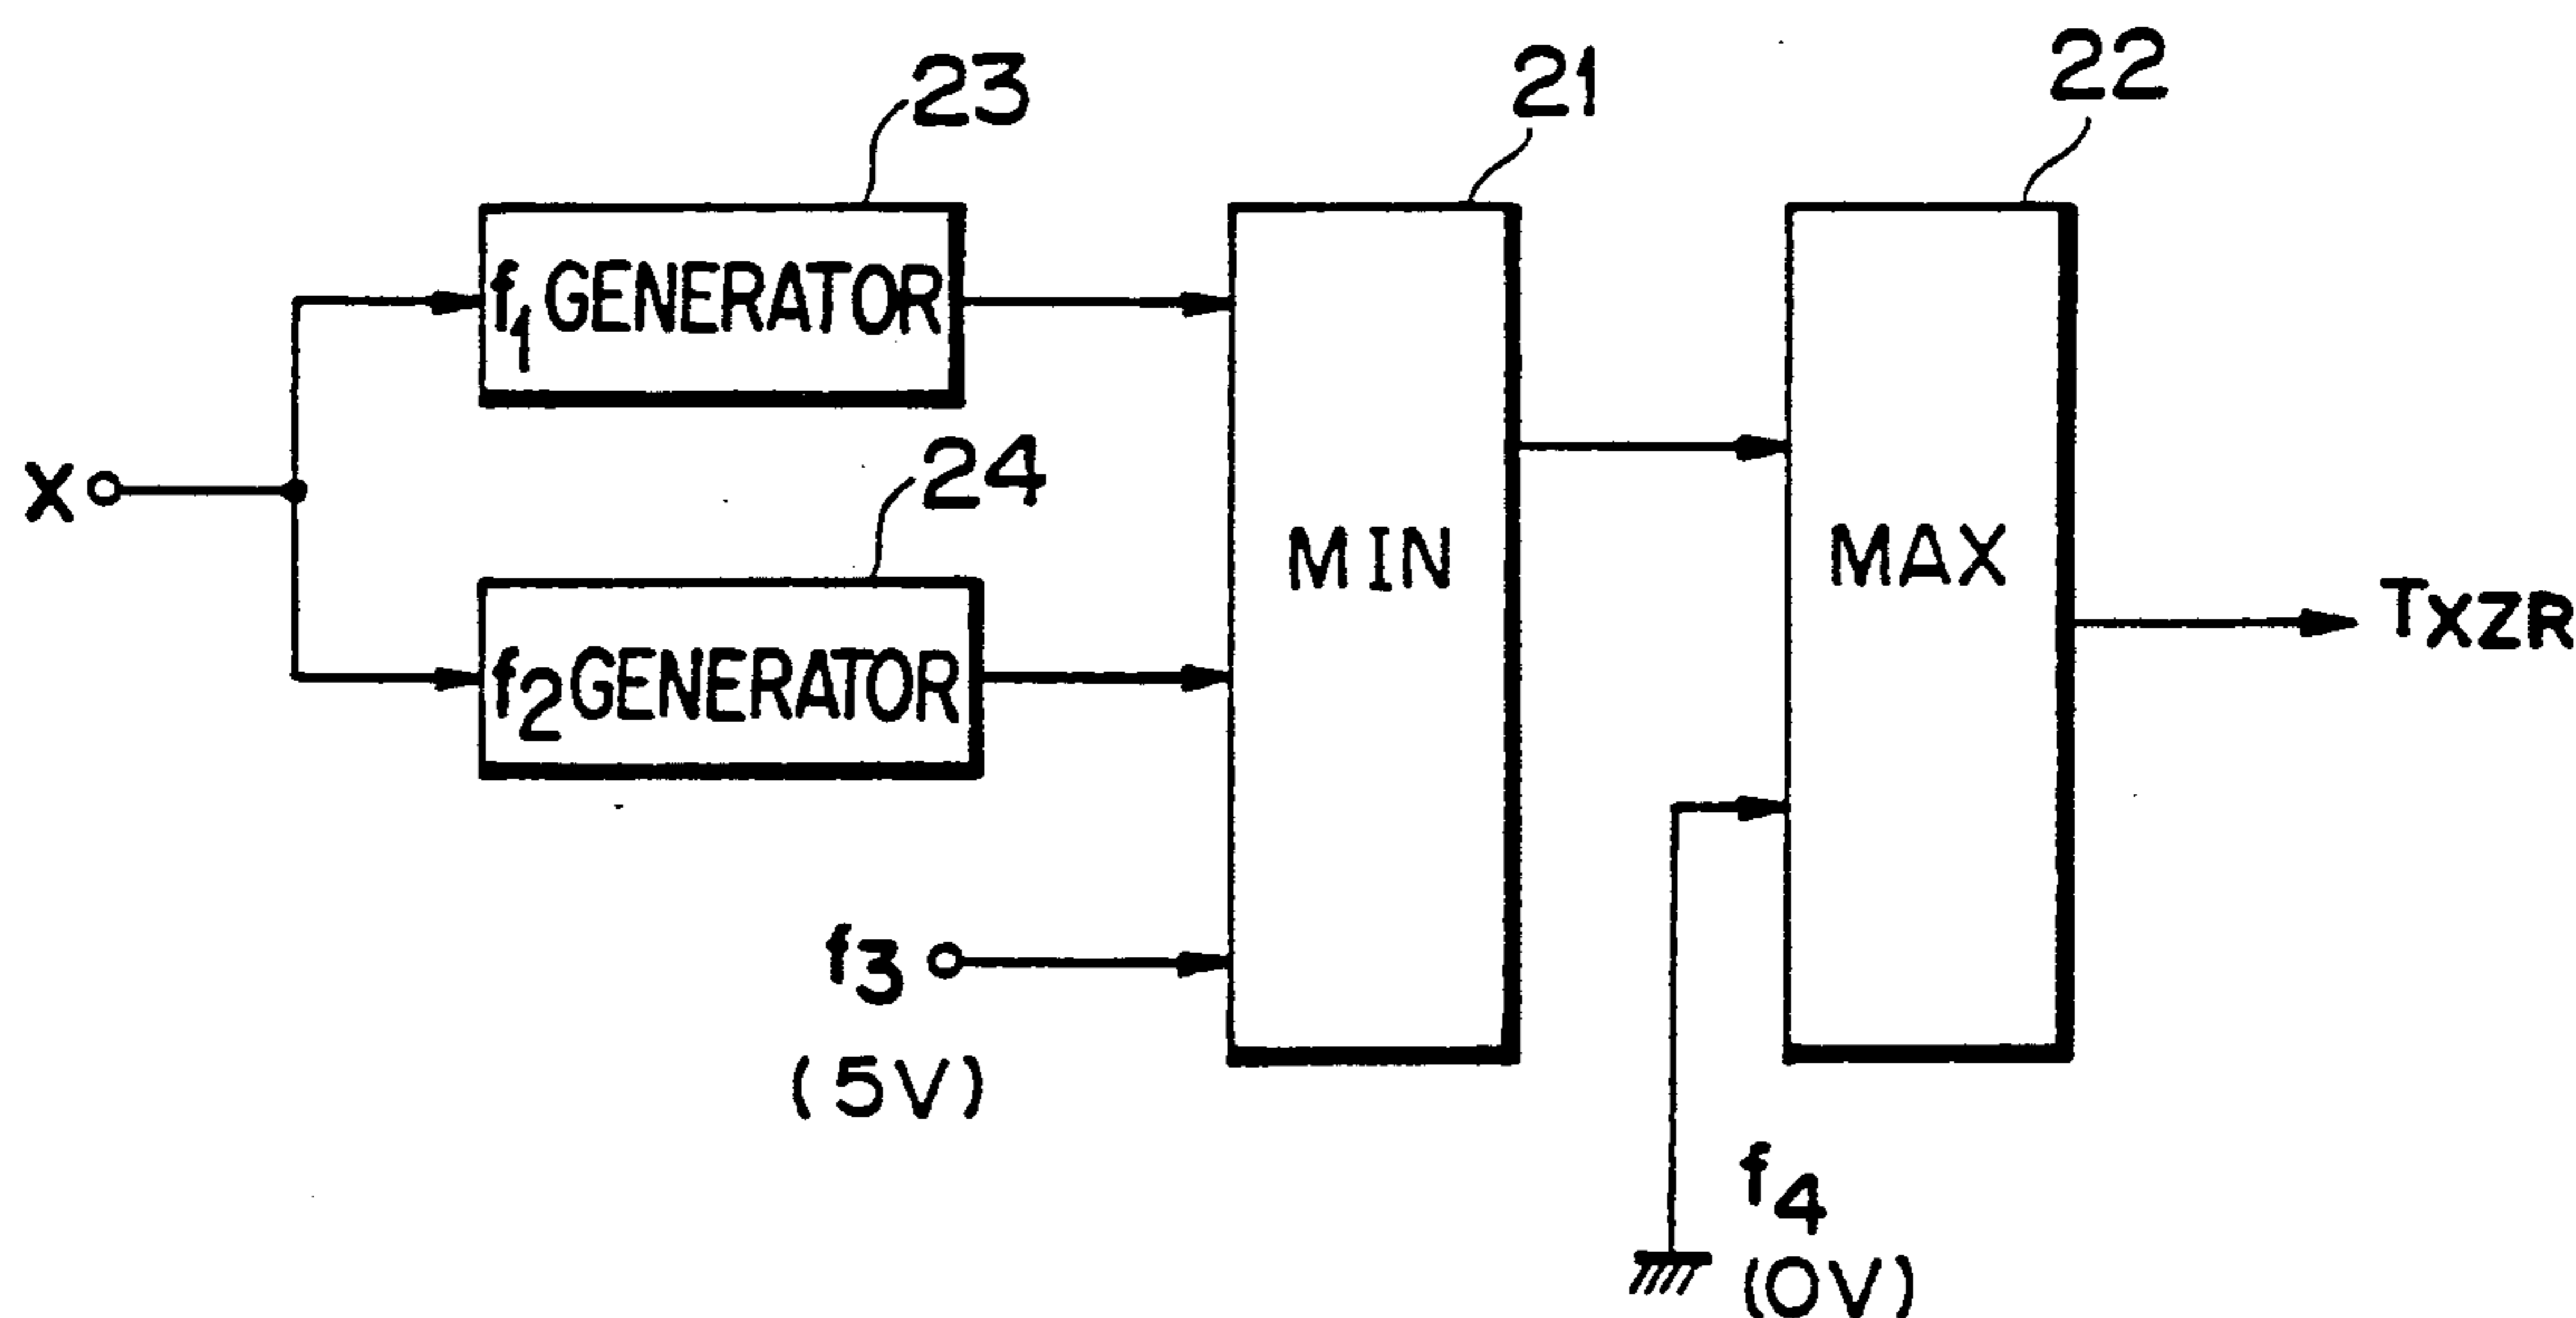 23
21
22
f1 GENERATOR
X
24
MIN
MAX
TXZR
f2 GENERATOR
f3
(5V)
f4
(0V)